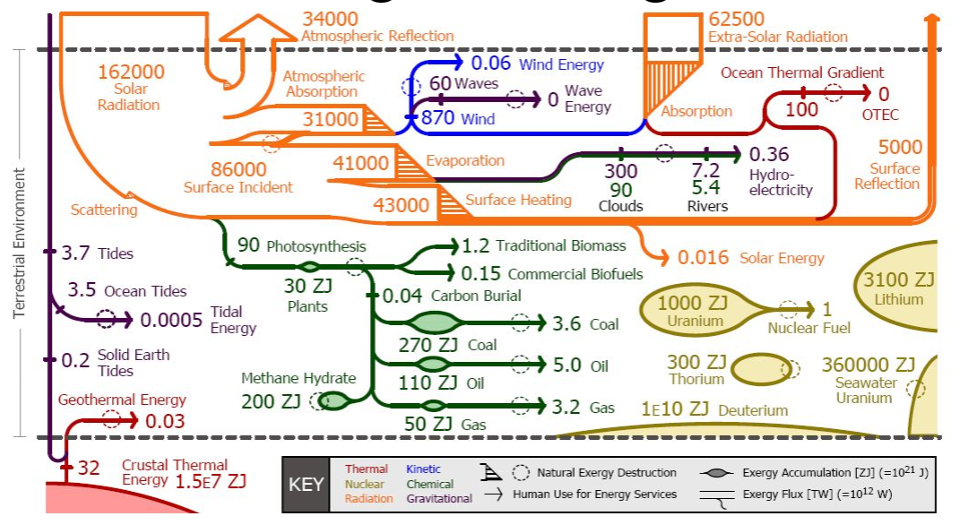 34000
Atmospheric Reflection
62500
Extra-Solar Radiation
162000
Solar
Radiation
Atmospheric
Absorption
31000
0.06 Wind Energy
60 Waves
0 Wave
Energy
870 Wind
Absorption
Ocean Thermal Gradient
100
0
OTEC
86000
Surface Incident
41000
Evaporation
43000
Surface Heating
300
90
Clouds
7.2
5.4
Rivers
0.36
Hydro-
electricity
5000
Surface
Reflection
Scattering
Terrestrial Environment
3.7 Tides
3.5 Ocean Tides
0.0005 Tidal
Energy
0.2 Solid Earth
Tides
Geothermal Energy
0.03
32 Crustal Thermal
Energy 1.5E7 ZJ
90 Photosynthesis
30 ZJ
Plants
1.2 Traditional Biomass
0.15 Commercial Biofuels
0.04 Carbon Burial
3.6 Coal
270 ZJ Coal
5.0 Oil
110 ZJ Oil
Methane Hydrate
200 ZJ
3.2 Gas
50 ZJ Gas
0.016 Solar Energy
1000 ZJ
Uranium
1
Nuclear Fuel
3100 ZJ
Lithium
300 ZJ
Thorium
360000 ZJ
Seawater
Uranium
1E10 ZJ Deuterium
KEY
Thermal Kinetic
Nuclear Chemical
Radiation Gravitational
Natural Exergy Destruction
Human Use for Energy Services
Exergy Accumulation [ZJ] (=10²¹ J)
Exergy Flux [TW] (=10¹² W)